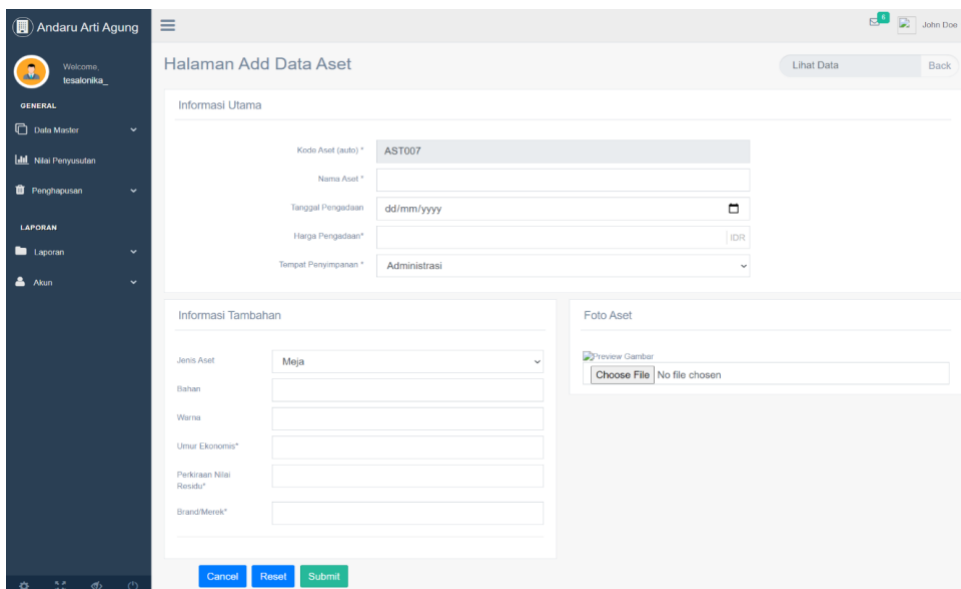 Andaru Arti Agung
6
John Doe
Welcome,
tesalonika_
GENERAL
Data Master
Nilai Penyusutan
Penghapusan
LAPORAN
Laporan
Akun
Halaman Add Data Aset
Lihat Data
Back
Informasi Utama
Kode Aset (auto) * AST007
Nama Aset *
Tanggal Pengadaan dd/mm/yyyy
Harga Pengadaan* IDR
Tempat Penyimpanan * Administrasi
Informasi Tambahan
Jenis Aset Meja
Bahan
Warna
Umur Ekonomis*
Perkiraan Nilai
Residu*
Brand/Merek*
Foto Aset
Preview Gambar
Choose File No file chosen
Cancel Reset Submit